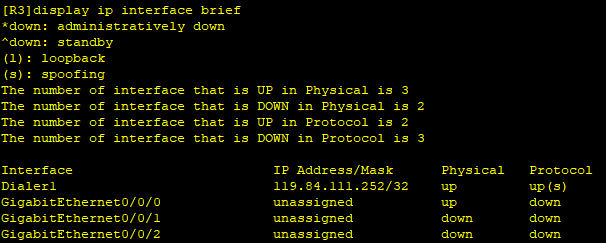 [R3]display ip interface brief
*down: administratively down
^down: standby
(l): loopback
(s): spoofing
The number of interface that is UP in Physical is 3
The number of interface that is DOWN in Physical is 2
The number of interface that is UP in Protocol is 2
The number of interface that is DOWN in Protocol is 3
Interface IP Address/Mask Physical Protocol
Dialer1 119.84.111.252/32 up up(s)
GigabitEthernet0/0/0 unassigned up down
GigabitEthernet0/0/1 unassigned down down
GigabitEthernet0/0/2 unassigned down down